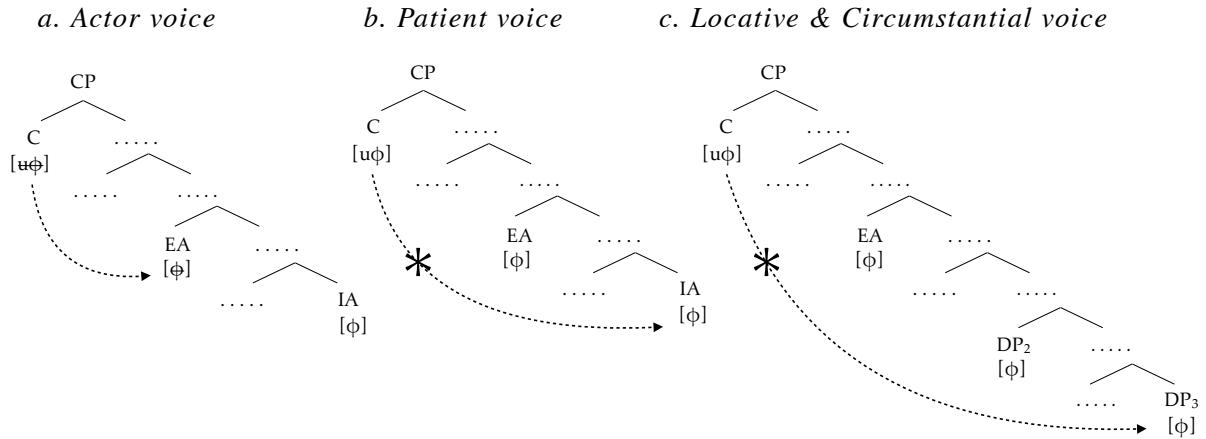 a. Actor voice
CP
C
.....
[uϕ]
.....
.....
EA
.....
[ϕ]
.....
IA
[ϕ]
b. Patient voice
CP
C
.....
[uϕ]
.....
.....
EA
.....
[ϕ]
*
.....
IA
[ϕ]
c. Locative & Circumstantial voice
CP
C
.....
[uϕ]
.....
.....
EA
.....
[ϕ]
*
.....
.....
DP₂
.....
[ϕ]
.....
DP₃
[ϕ]